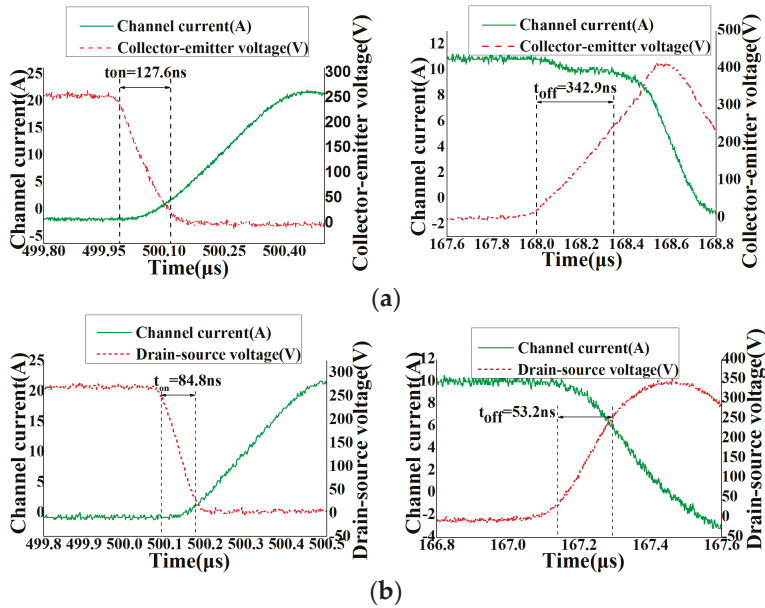 Channel current(A)
Collector-emitter voltage(V)
ton=127.6ns
Channel current(A)
25
20
15
10
5
0
-5
300
250
200
150
100
50
0
Collector-emitter voltage(V)
499.80 499.95 500.10 500.25 500.40
Time(μs)
Channel current(A)
Collector-emitter voltage(V)
toff=342.9ns
Channel current(A)
12
10
8
6
4
2
0
-2
500
400
300
200
100
0
Collector-emitter voltage(V)
167.6 167.8 168.0 168.2 168.4 168.6 168.8
Time(μs)
(a)
Channel current(A)
Drain-source voltage(V)
ton=84.8ns
Channel current(A)
25
20
15
10
5
0
300
250
200
150
100
50
0
-50
Drain-source voltage(V)
499.8 499.9 500.0 500.1 500.2 500.3 500.4 500.5
Time(μs)
Channel current(A)
Drain-source voltage(V)
toff=53.2ns
Channel current(A)
12
10
8
6
4
2
0
-2
-4
400
350
300
250
200
150
100
50
0
-50
Drain-source voltage(V)
166.8 167.0 167.2 167.4 167.6
Time(μs)
(b)